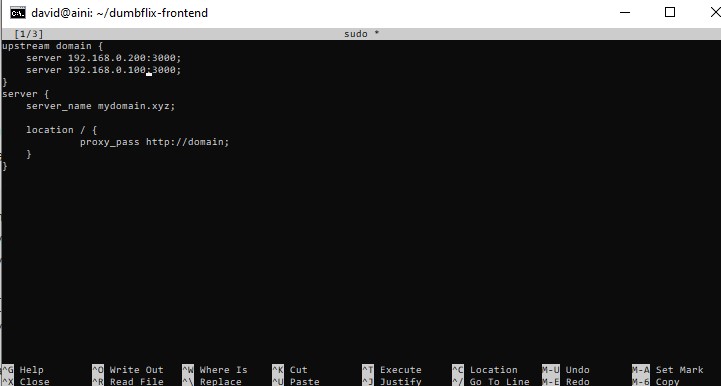 david@aini: ~/dumbflix-frontend
[1/3] sudo *
upstream domain {
    server 192.168.0.200:3000;
    server 192.168.0.100:3000;
}
server {
    server_name mydomain.xyz;

    location / {
             proxy_pass http://domain;
    }
}
^G Help ^O Write Out ^W Where Is ^K Cut ^T Execute ^C Location M-U Undo M-A Set Mark
^X Close ^R Read File ^\ Replace ^U Paste ^J Justify ^/ Go To Line M-E Redo M-6 Copy